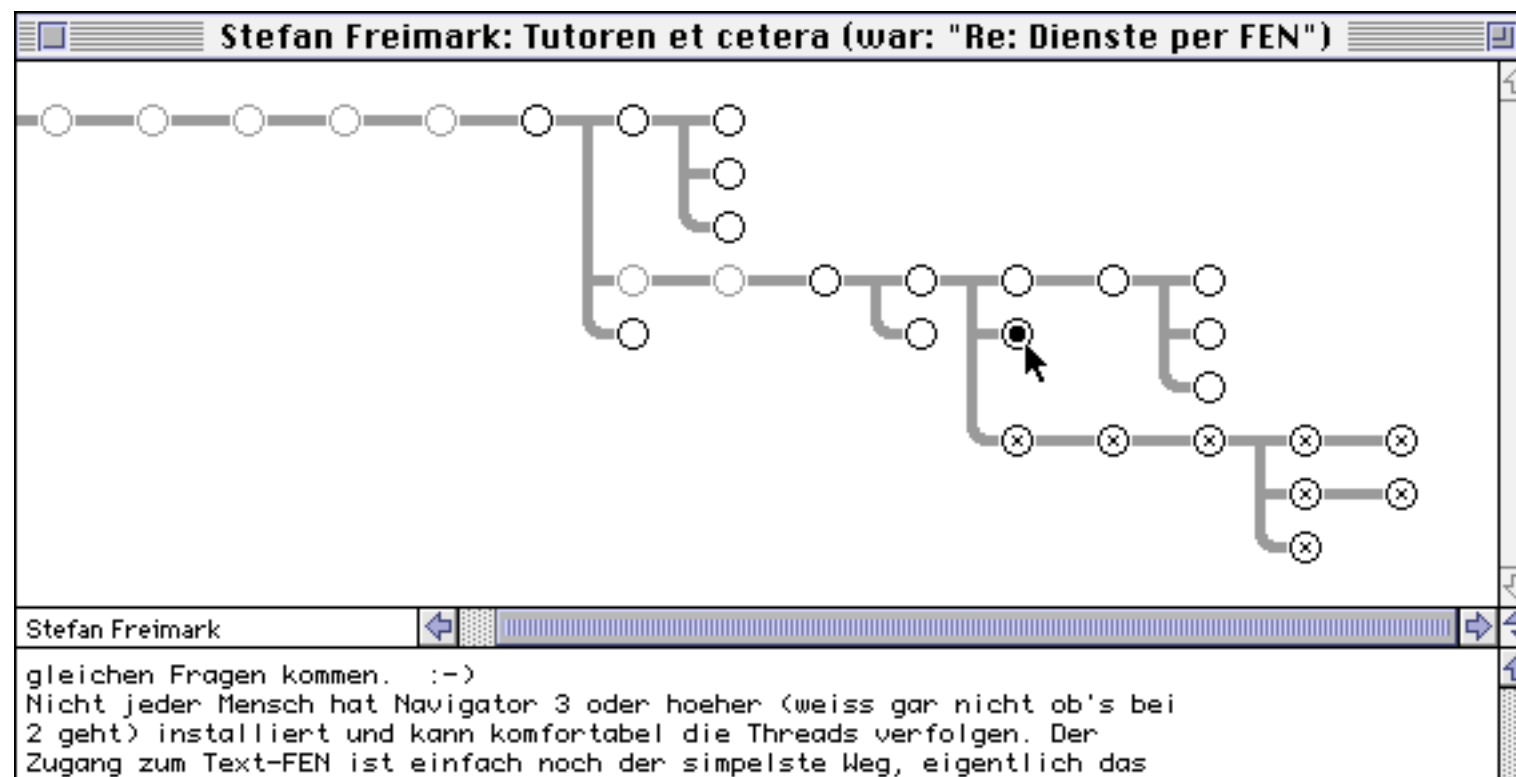 Stefan Freimark: Tutoren et cetera (war: "Re: Dienste per FEN")
Stefan Freimark
gleichen Fragen kommen.  :-)
Nicht jeder Mensch hat Navigator 3 oder hoeher (weiss gar nicht ob's bei
2 geht) installiert und kann komfortabel die Threads verfolgen. Der
Zugang zum Text-FEN ist einfach noch der simpelste Weg, eigentlich das